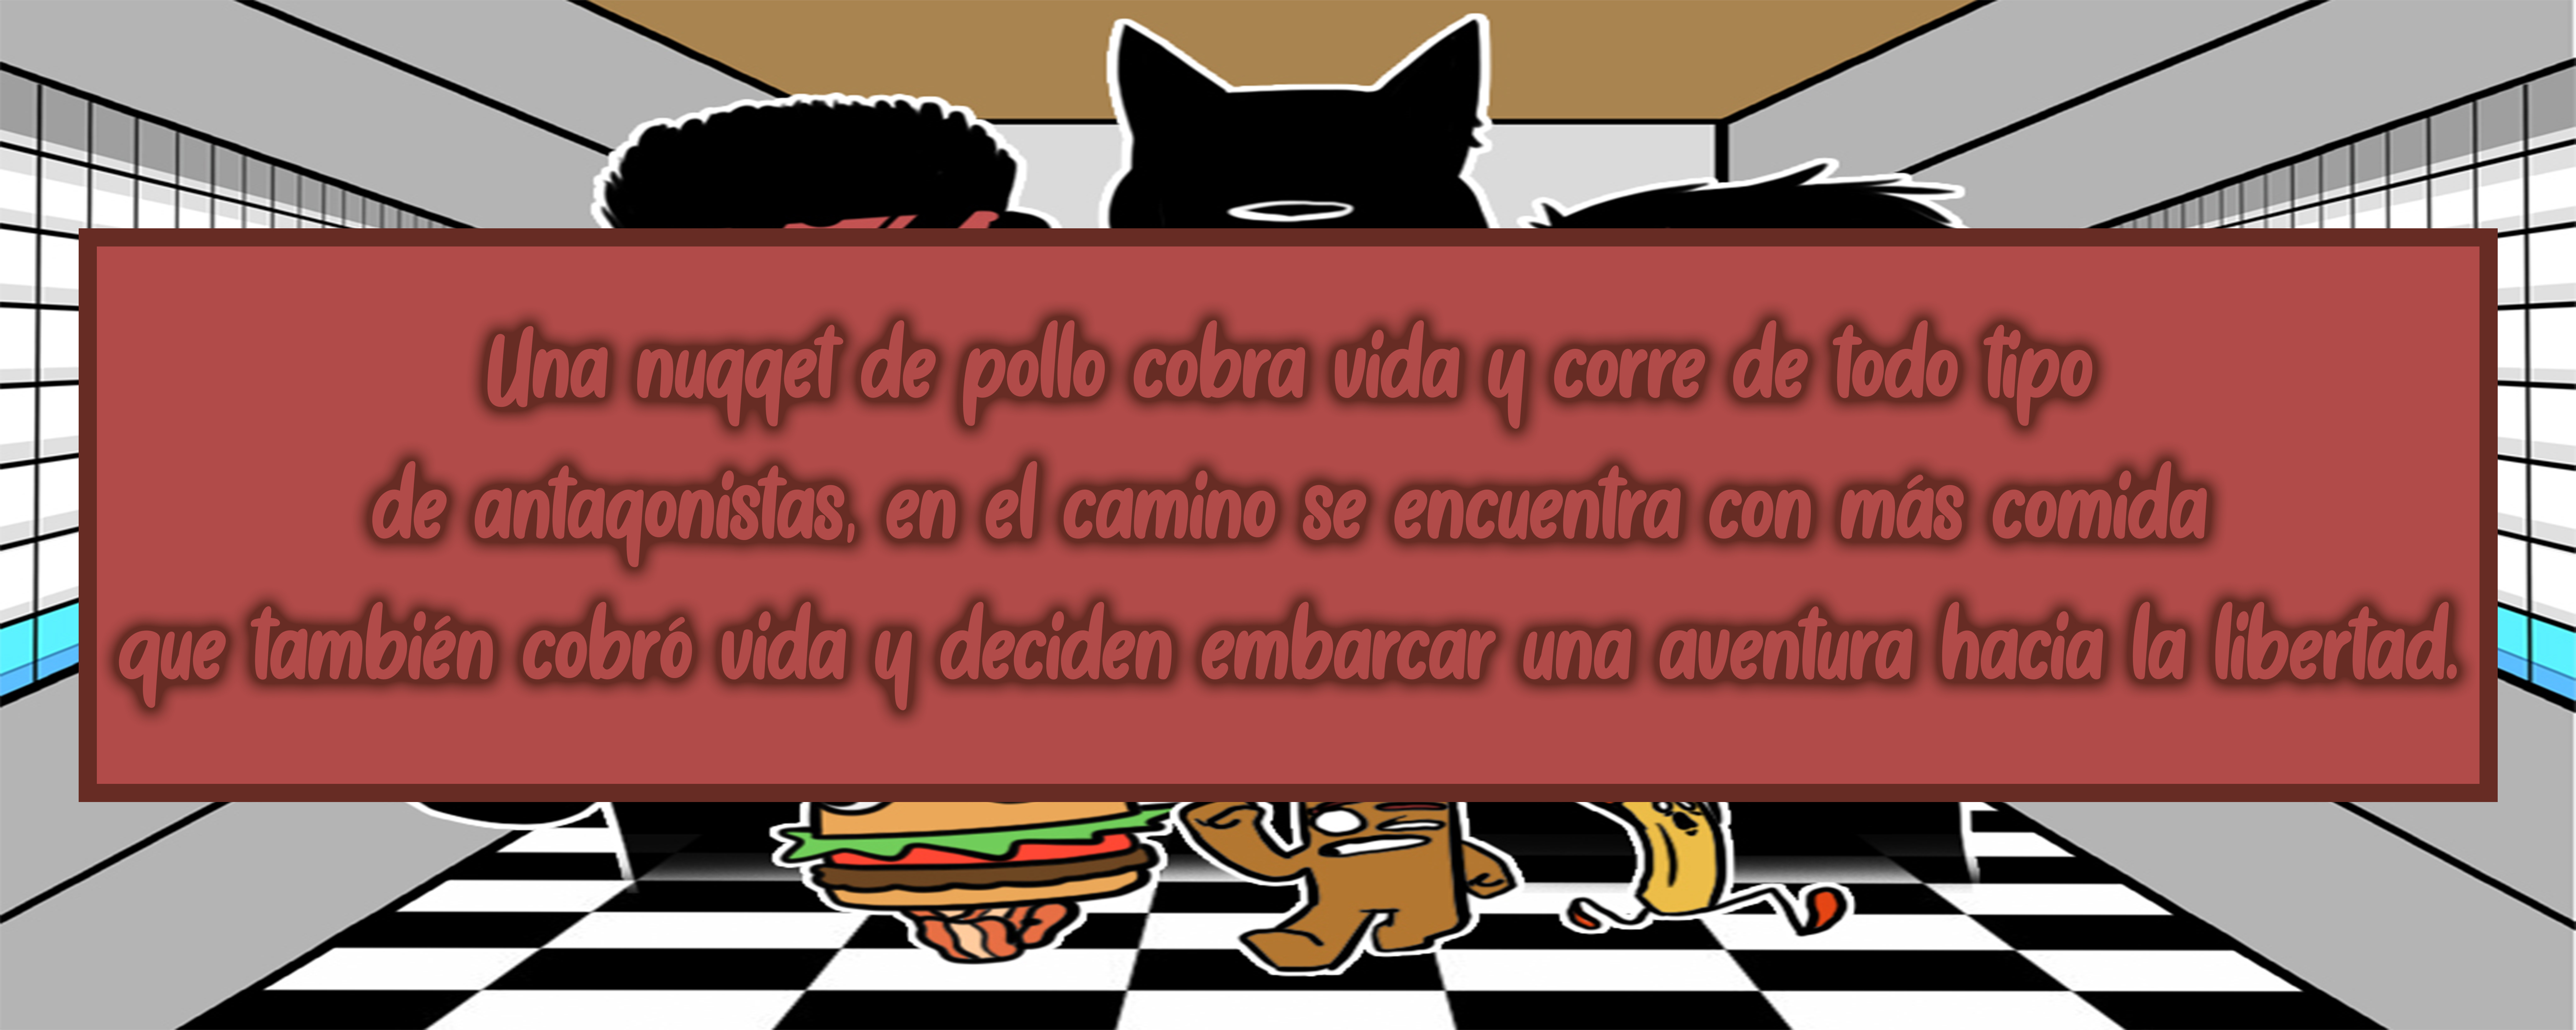 Una nugget de pollo cobra vida y corre de todo tipo
de antagonistas, en el camino se encuentra con más comida
que también cobró vida y deciden embarcar una aventura hacia la libertad.